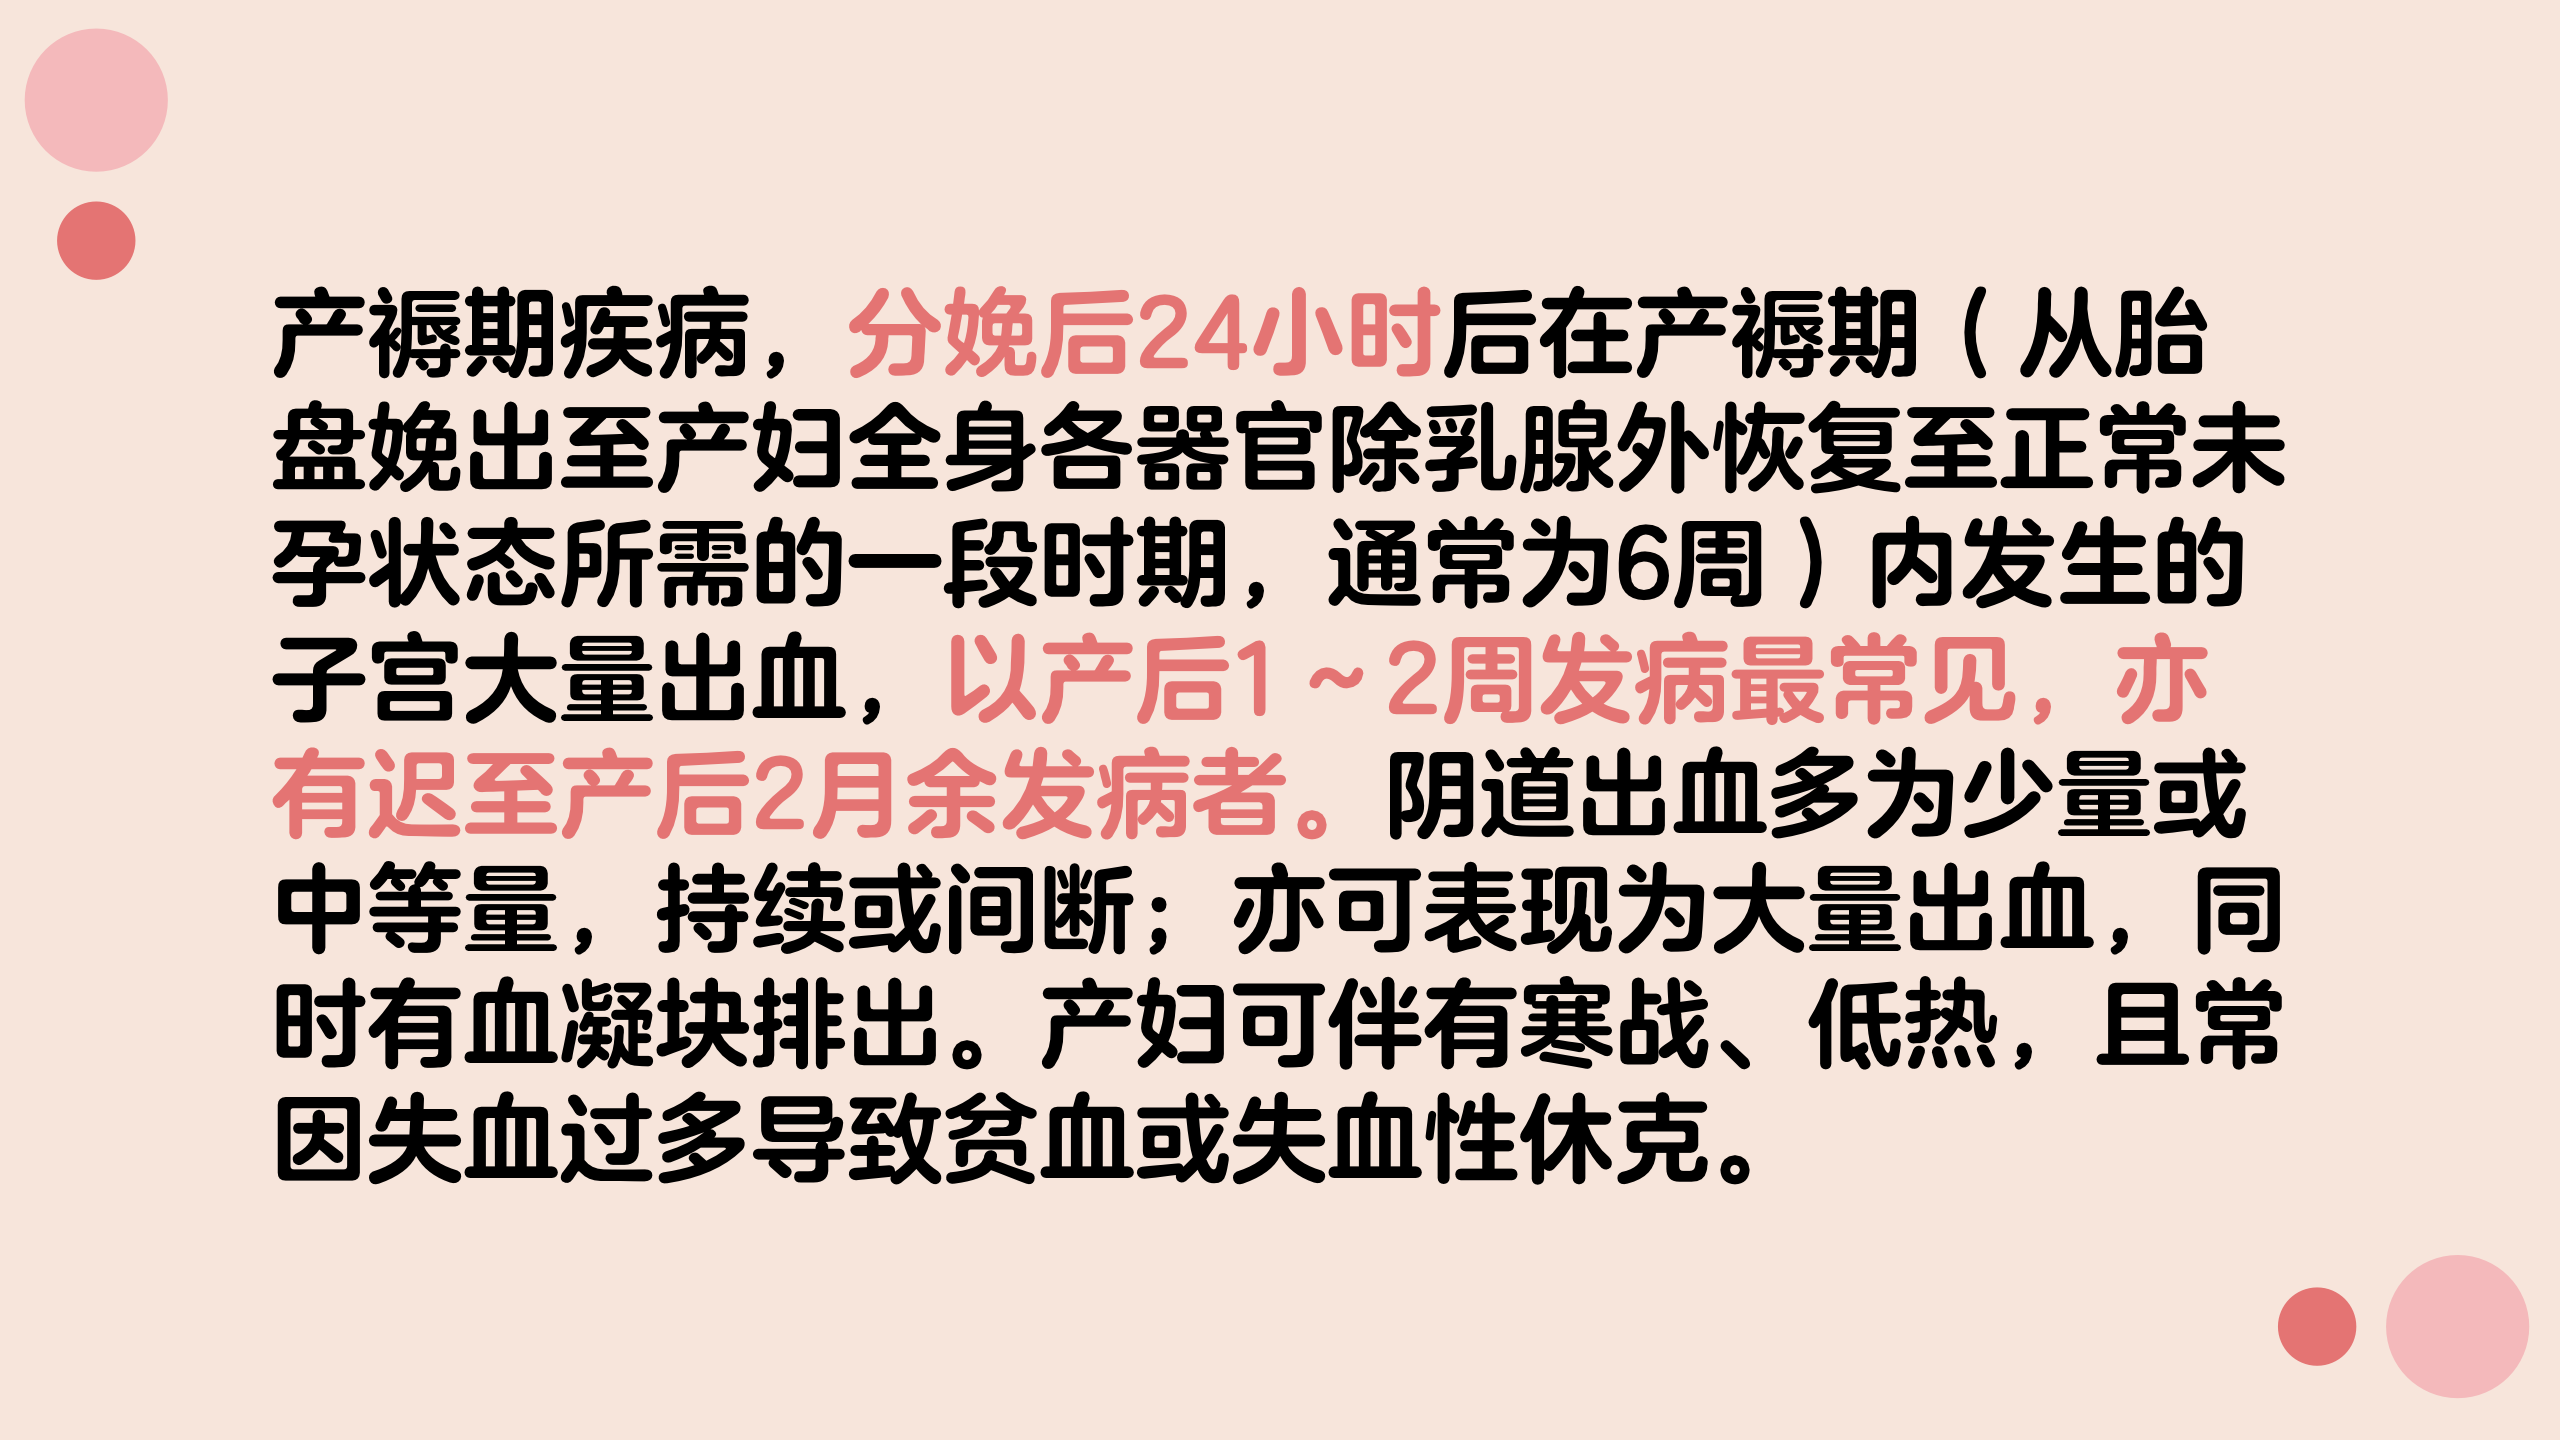 产褥期疾病，分娩后24小时后在产褥期（从胎
盘娩出至产妇全身各器官除乳腺外恢复至正常未
孕状态所需的一段时期，通常为6周）内发生的
子宫大量出血，以产后1～2周发病最常见，亦
有迟至产后2月余发病者。阴道出血多为少量或
中等量，持续或间断；亦可表现为大量出血，同
时有血凝块排出。产妇可伴有寒战、低热，且常
因失血过多导致贫血或失血性休克。